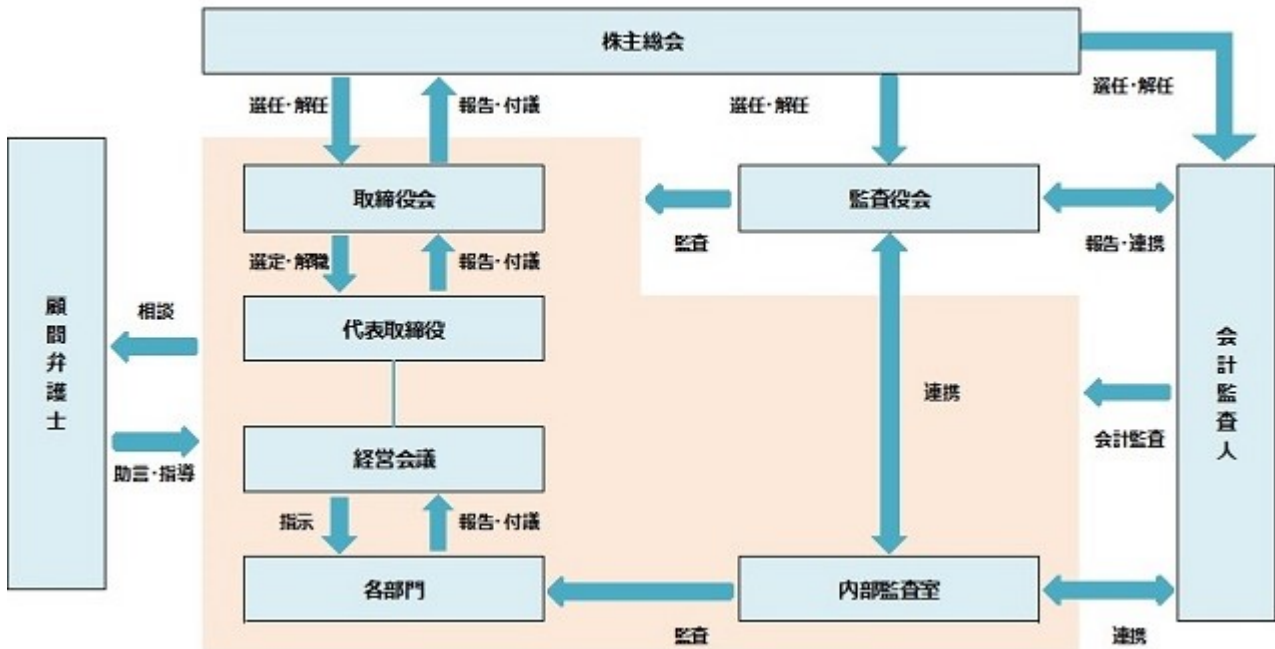 株主総会
選任・解任
報告・付議
選任・解任
選任・解任
取締役会
監査役会
監査
報告・連携
選定・解職
報告・付議
顧問弁護士
相談
代表取締役
会計監査人
連携
会計監査
助言・指導
経営会議
指示
報告・付議
各部門
内部監査室
監査
連携